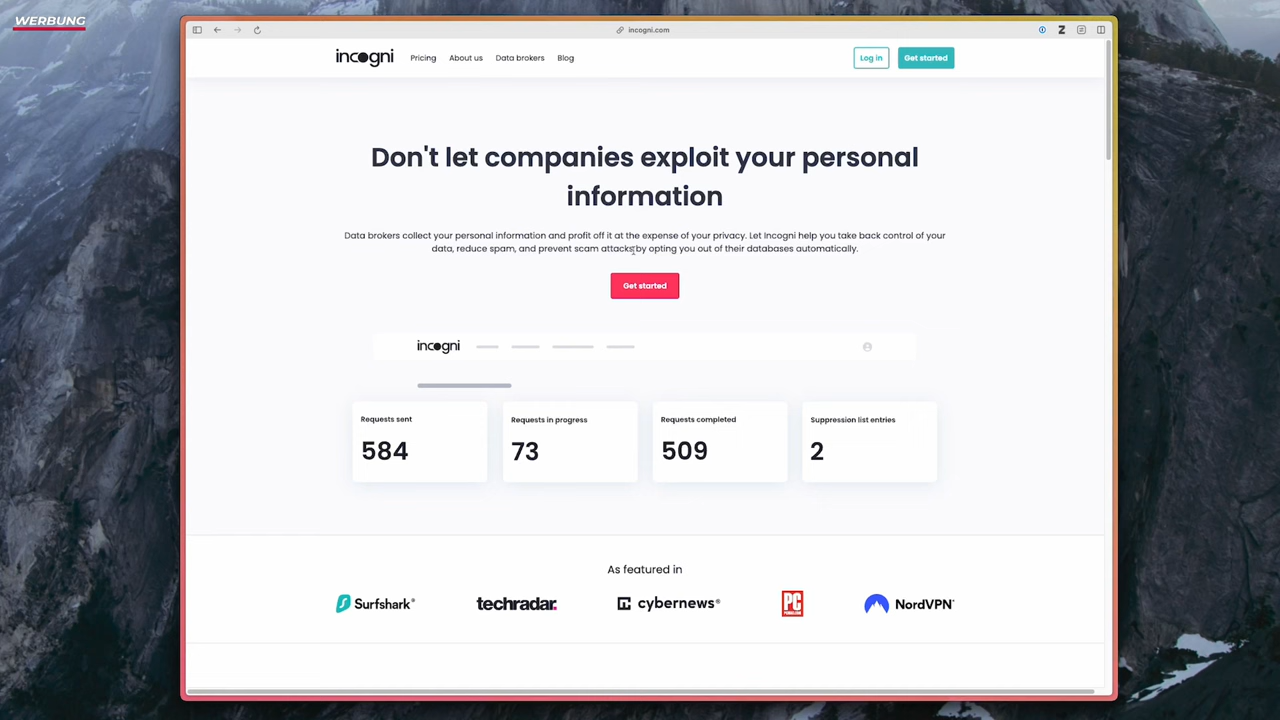 WERBUNG
incogni.com
incogni
Pricing
About us
Data brokers
Blog
Log in
Get started
Don't let companies exploit your personal
information
Data brokers collect your personal information and profit off it at the expense of your privacy. Let Incogni help you take back control of your
data, reduce spam, and prevent scam attacks by opting you out of their databases automatically.
Get started
incogni
Requests sent
584
Requests in progress
73
Requests completed
509
Suppression list entries
2
As featured in
Surfshark®
techradar.
cybernews®
PC
NordVPN®